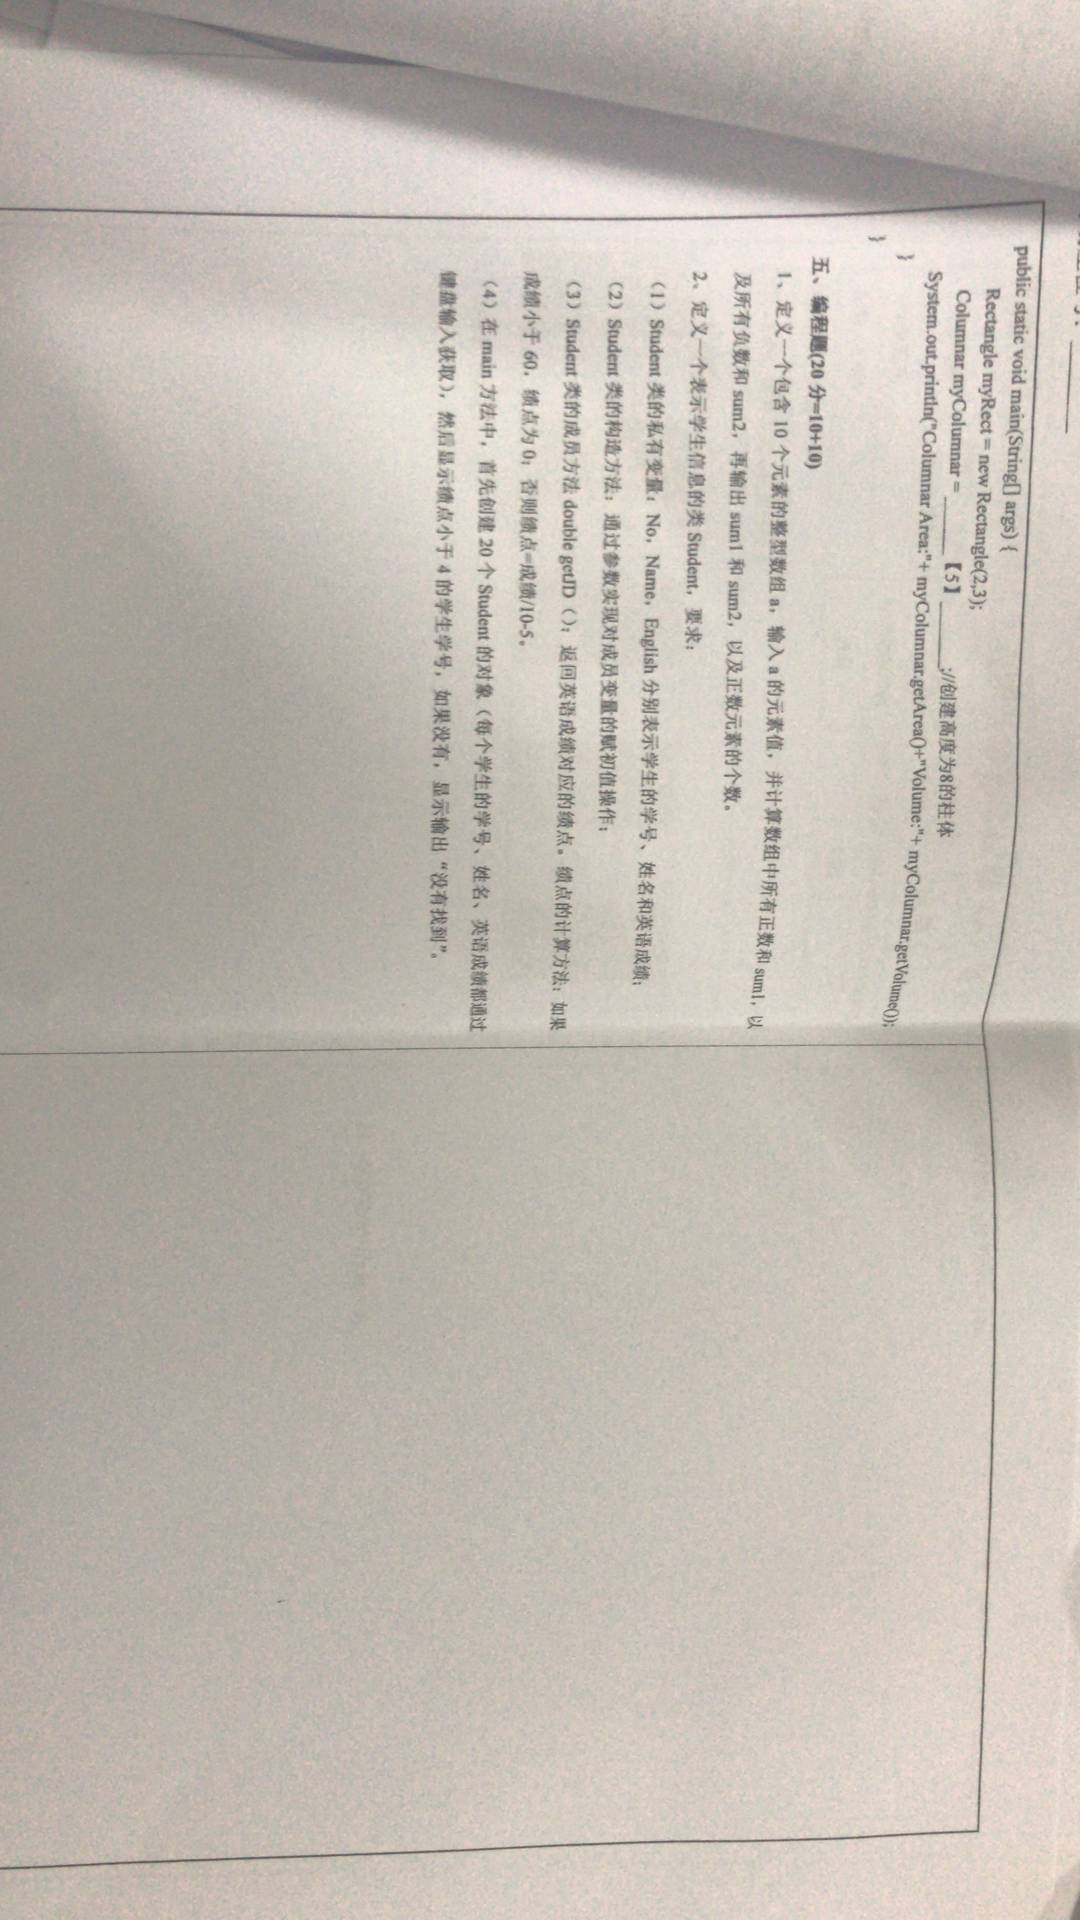 public static void main(String[] args) {
Rectangle myRect = new Rectangle(2,3);
Columnar myColumnar = ______【5】______;//创建高度为8的柱体
System.out.println("Columnar Area:"+ myColumnar.getArea()+"Volume:"+ myColumnar.getVolume());
}
}
五、编程题(20 分=10+10)
1、定义一个包含 10 个元素的整型数组 a，输入 a 的元素值，并计算数组中所有正数和 sum1，以
及所有负数和 sum2，再输出 sum1 和 sum2，以及正数元素的个数。
2、定义一个表示学生信息的类 Student，要求：
（1）Student 类的私有变量：No，Name，English 分别表示学生的学号、姓名和英语成绩；
（2）Student 类的构造方法：通过参数实现对成员变量的赋初值操作；
（3）Student 类的成员方法 double getJD（）：返回英语成绩对应的绩点。绩点的计算方法：如果
成绩小于 60，绩点为 0；否则绩点=成绩/10-5。
（4）在 main 方法中，首先创建 20 个 Student 的对象（每个学生的学号、姓名、英语成绩都通过
键盘输入获取），然后显示绩点小于 4 的学生学号，如果没有，显示输出“没有找到”。